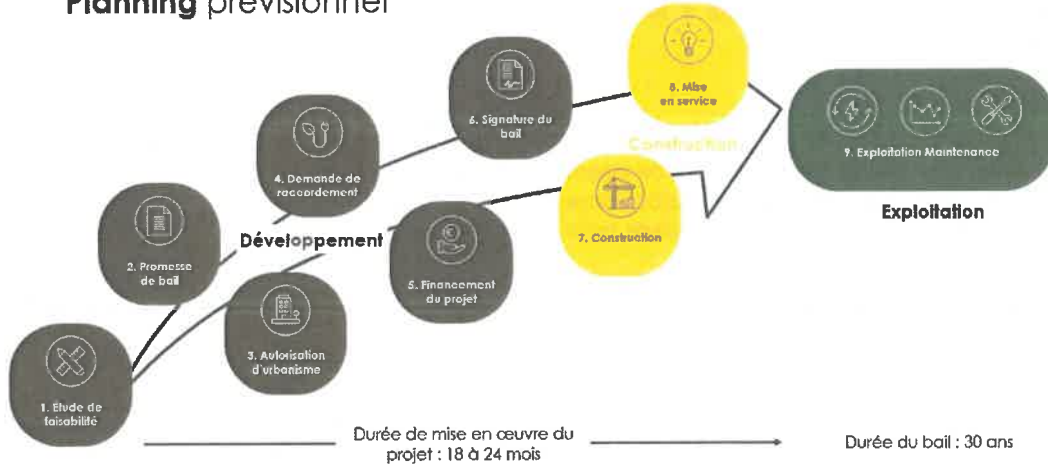 Planning prévisionnel
8. Mise
en service
6. Signature du
bail
Construction
9. Exploitation Maintenance
4. Demande de
raccordement
Exploitation
Développement
7. Construction
2. Promesse
de bail
5. Financement
du projet
3. Autorisation
d'urbanisme
1. Etude de
faisabilité
Durée de mise en œuvre du
projet : 18 à 24 mois
Durée du bail : 30 ans